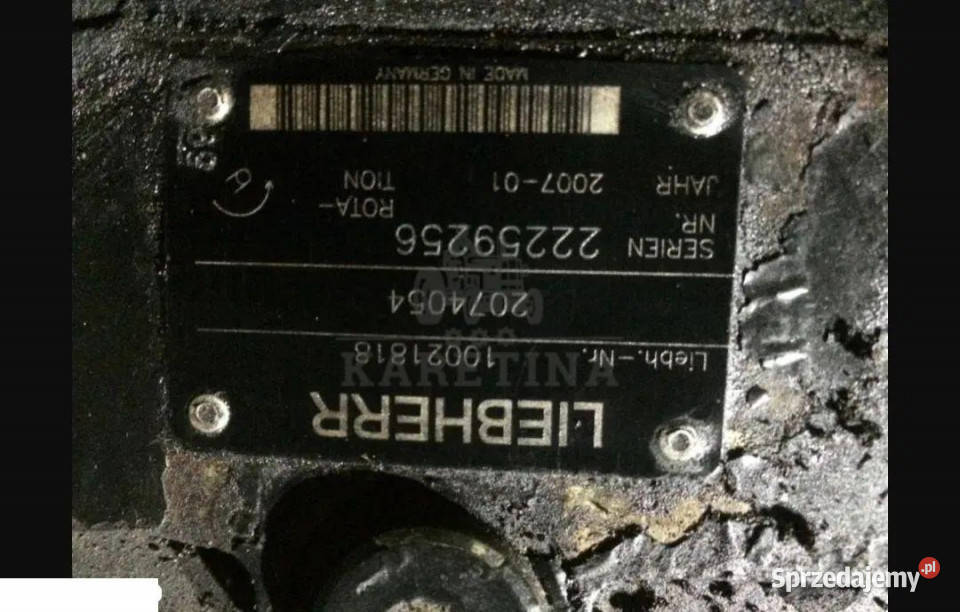 LIEBHERR
Liebh.-Nr. 10021818
2074054
SERIEN NR. 22259256
JAHR 2007-01
ROTA-
TION
MADE IN GERMANY
KARETINA
Sprzedajemy.pl